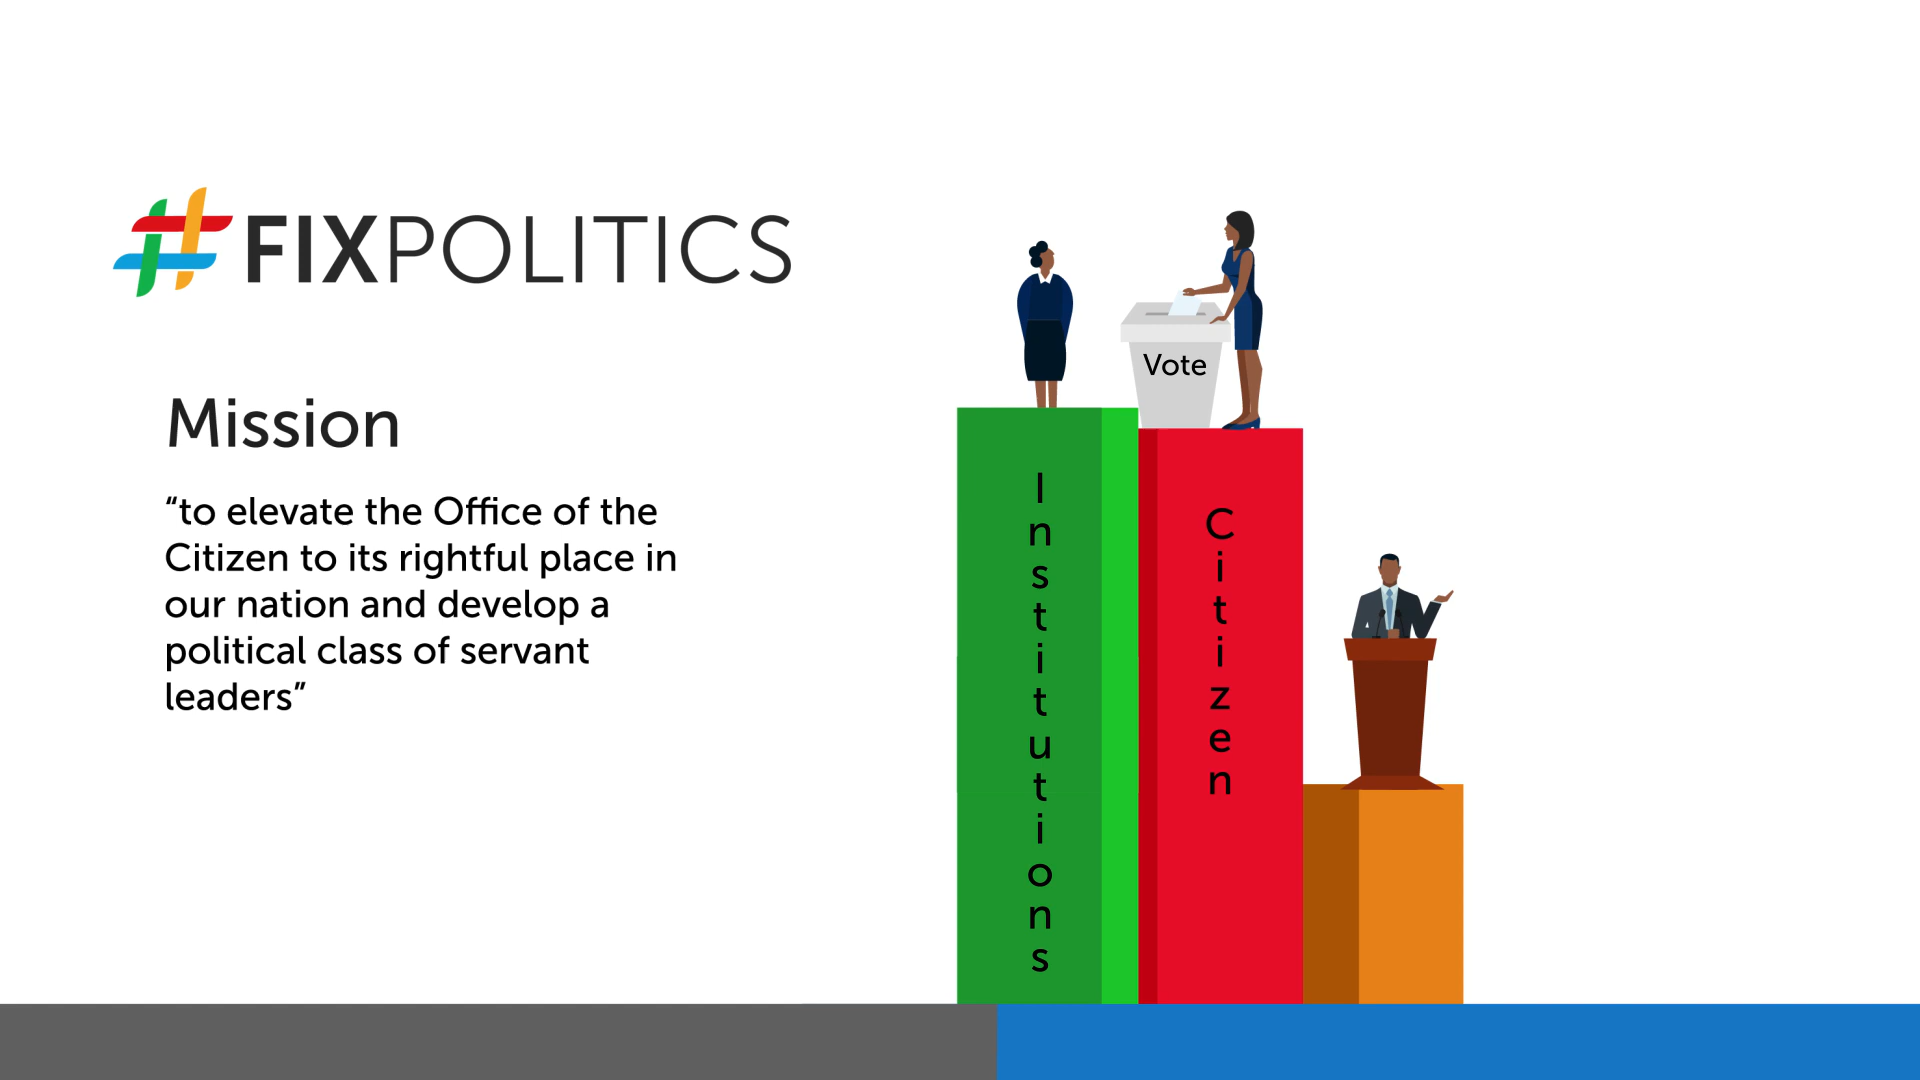 #FIXPOLITICS
Mission
“to elevate the Office of the
Citizen to its rightful place in
our nation and develop a
political class of servant
leaders”
Vote
Institutions
Citizen